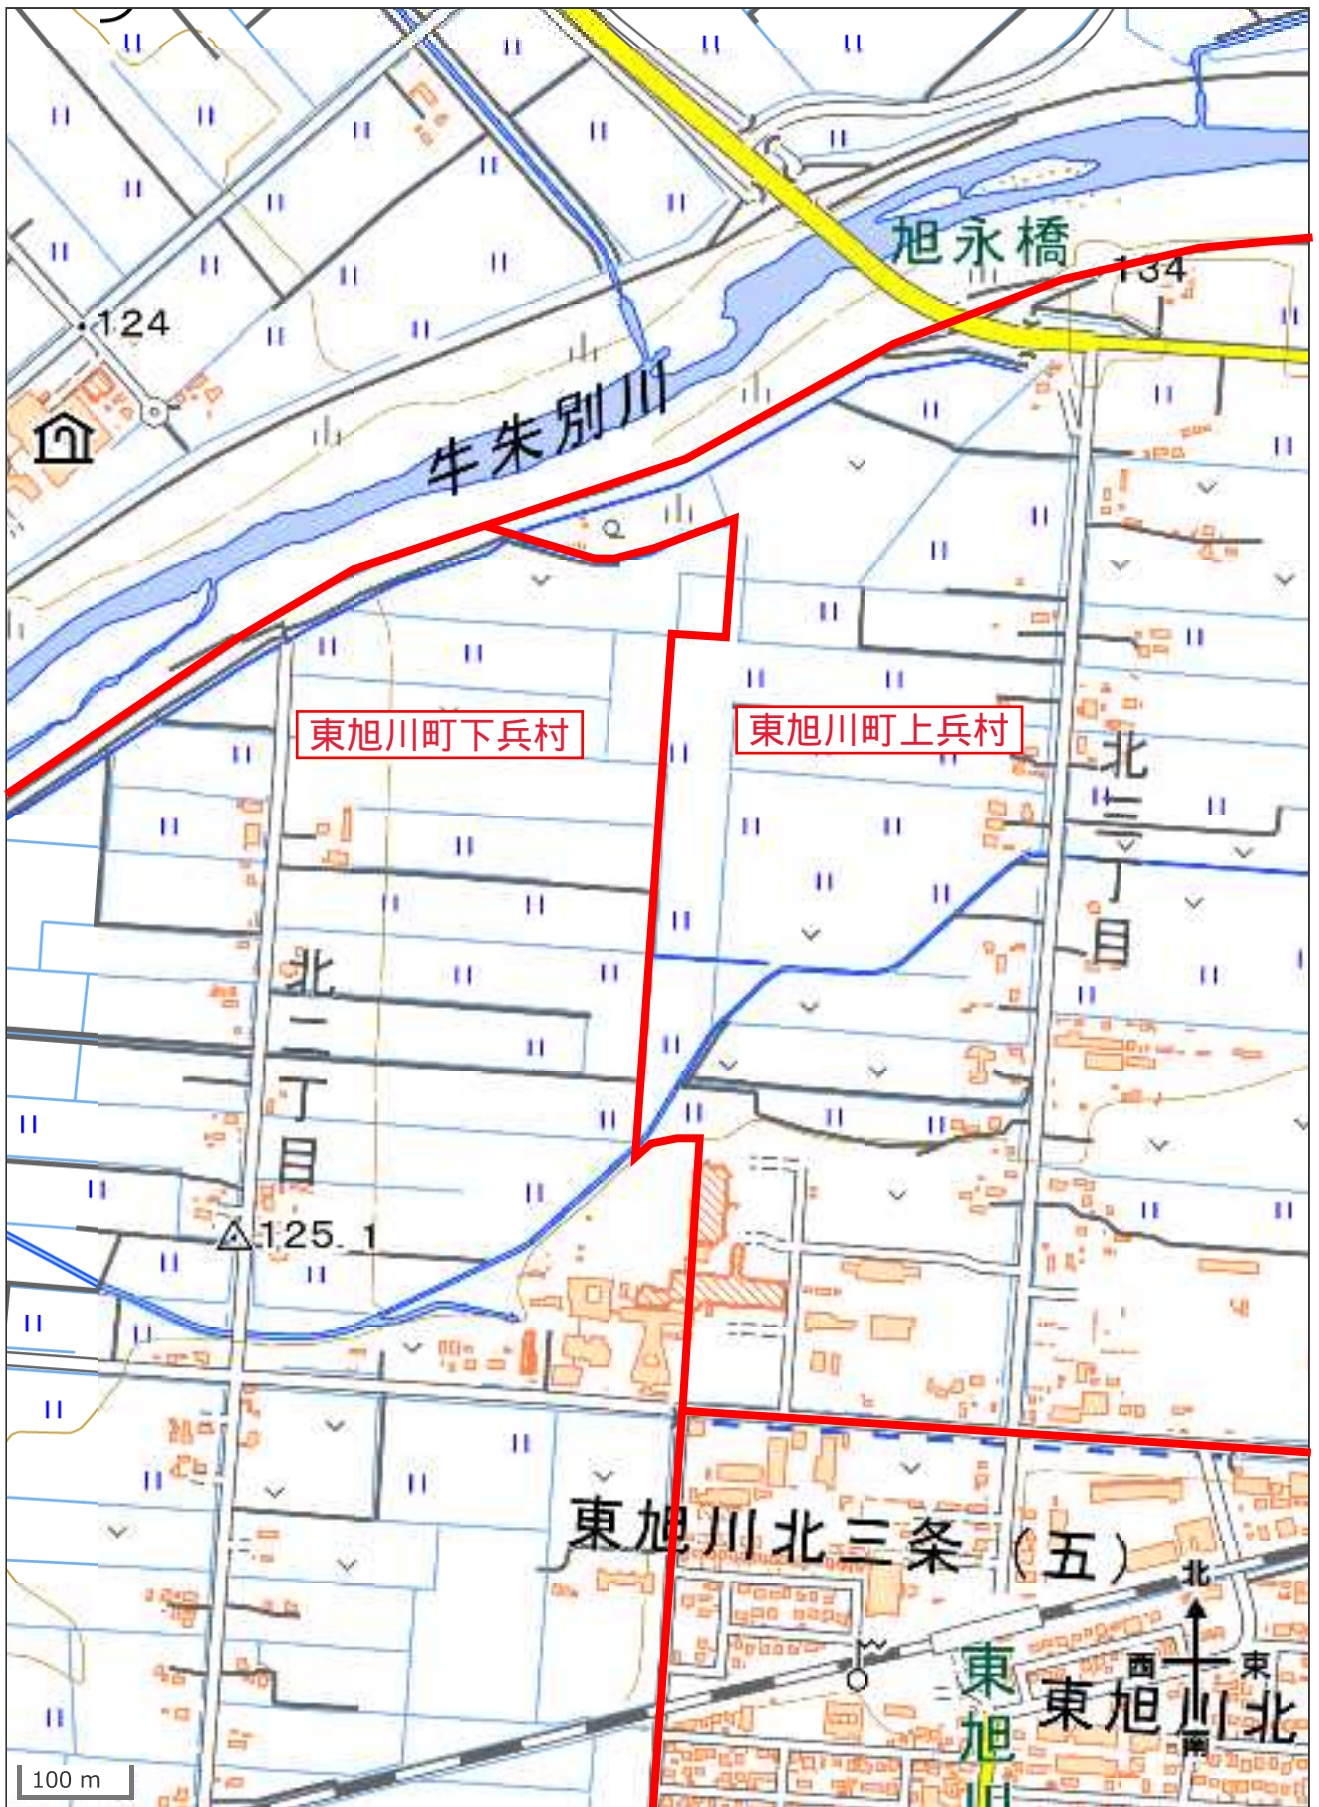 旭永橋
134
124
牛朱別川
東旭川町下兵村
東旭川町上兵村
北三丁目
北二丁目
125.1
東旭川北三条(五)
北
西
東
南
東旭川
東旭川北
100 m